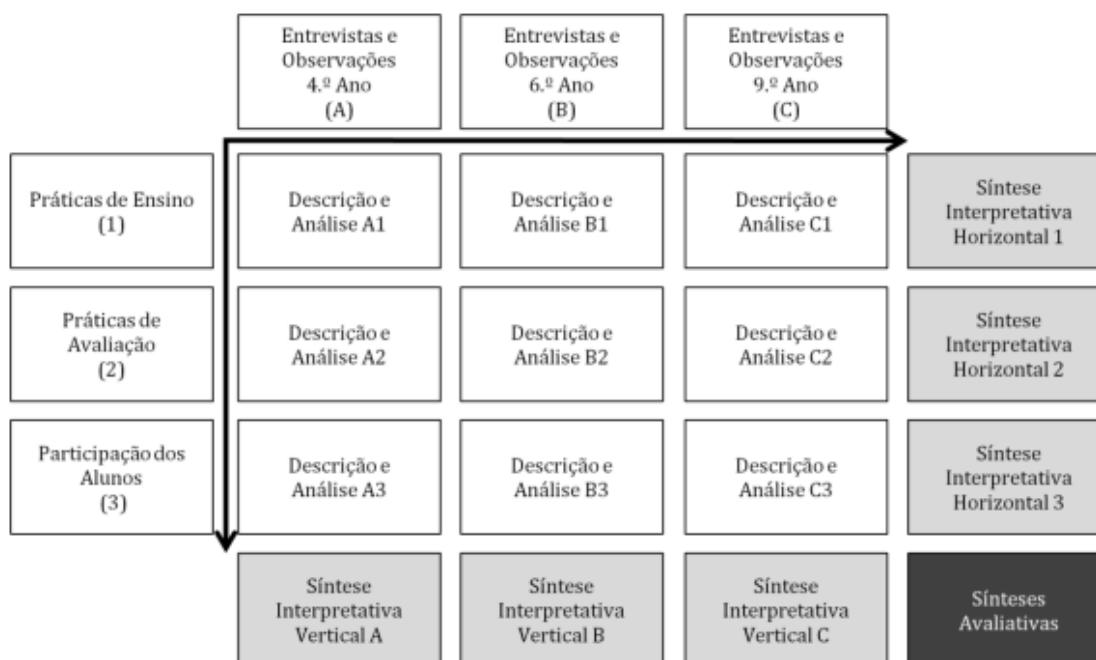 Entrevistas e
Observações
4.º Ano
(A)
Entrevistas e
Observações
6.º Ano
(B)
Entrevistas e
Observações
9.º Ano
(C)
Práticas de Ensino
(1)
Descrição e
Análise A1
Descrição e
Análise B1
Descrição e
Análise C1
Síntese
Interpretativa
Horizontal 1
Práticas de
Avaliação
(2)
Descrição e
Análise A2
Descrição e
Análise B2
Descrição e
Análise C2
Síntese
Interpretativa
Horizontal 2
Participação dos
Alunos
(3)
Descrição e
Análise A3
Descrição e
Análise B3
Descrição e
Análise C3
Síntese
Interpretativa
Horizontal 3
Síntese
Interpretativa
Vertical A
Síntese
Interpretativa
Vertical B
Síntese
Interpretativa
Vertical C
Sínteses
Avaliativas